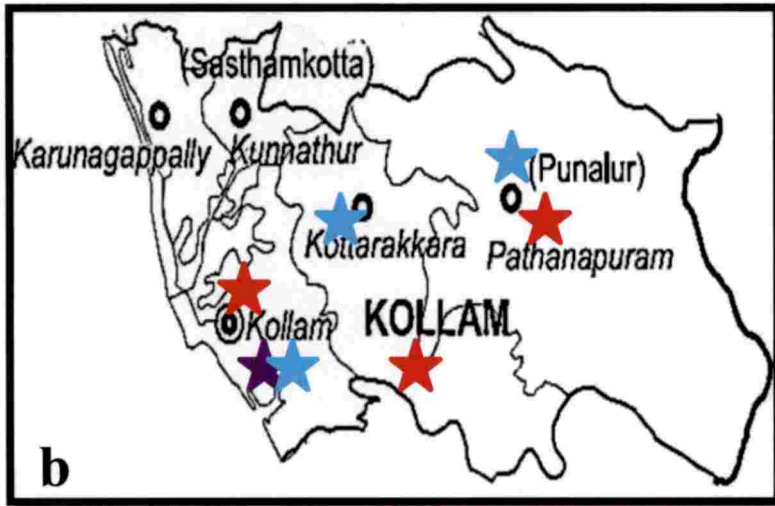 (Sasthamkotta)
Karunagappally
Kunnathur
(Punalur)
Kottarakkara
Pathanapuram
Kollam
KOLLAM
b